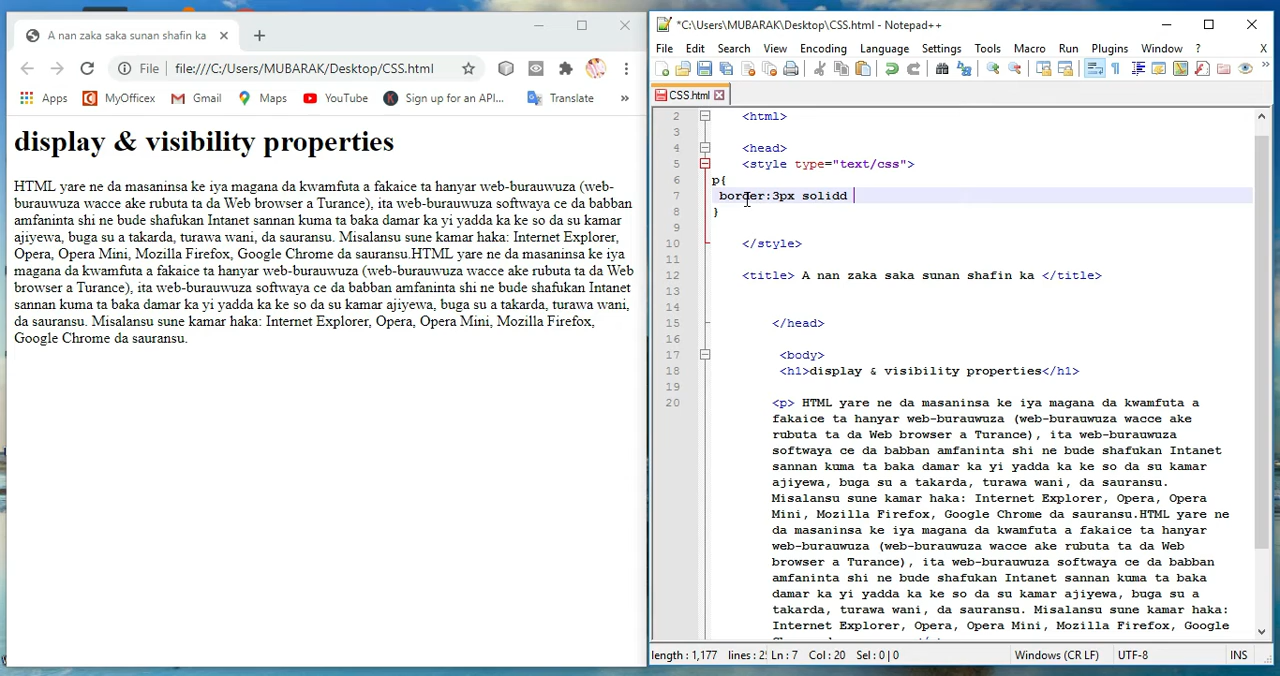 A nan zaka saka sunan shafin ka
File file:///C:/Users/MUBARAK/Desktop/CSS.html
Apps MyOffice​x Gmail Maps YouTube Sign up for an API... Translate »
display & visibility properties
HTML yare ne da masaninsa ke iya magana da kwamfuta a fakaice ta hanyar web-burauwuza (web-
burauwuza wacce ake rubuta ta da Web browser a Turance), ita web-burauwuza softwaya ce da babban
amfaninta shi ne bude shafukan Intanet sannan kuma ta baka damar ka yi yadda ka ke so da su kamar
ajiyewa, buga su a takarda, turawa wani, da sauransu. Misalansu sune kamar haka: Internet Explorer,
Opera, Opera Mini, Mozilla Firefox, Google Chrome da sauransu.HTML yare ne da masaninsa ke iya
magana da kwamfuta a fakaice ta hanyar web-burauwuza (web-burauwuza wacce ake rubuta ta da Web
browser a Turance), ita web-burauwuza softwaya ce da babban amfaninta shi ne bude shafukan Intanet
sannan kuma ta baka damar ka yi yadda ka ke so da su kamar ajiyewa, buga su a takarda, turawa wani,
da sauransu. Misalansu sune kamar haka: Internet Explorer, Opera, Opera Mini, Mozilla Firefox,
Google Chrome da sauransu.
*C:\Users\MUBARAK\Desktop\CSS.html - Notepad++
File Edit Search View Encoding Language Settings Tools Macro Run Plugins Window ? X
CSS.html
2 <html>
3
4 <head>
5 <style type="text/css">
6 p{
7 border:3px solidd
8 }
9
10 </style>
11
12 <title> A nan zaka saka sunan shafin ka </title>
13
14
15 </head>
16
17 <body>
18 <h1>display & visibility properties</h1>
19
20 <p> HTML yare ne da masaninsa ke iya magana da kwamfuta a
fakaice ta hanyar web-burauwuza (web-burauwuza wacce ake
rubuta ta da Web browser a Turance), ita web-burauwuza
softwaya ce da babban amfaninta shi ne bude shafukan Intanet
sannan kuma ta baka damar ka yi yadda ka ke so da su kamar
ajiyewa, buga su a takarda, turawa wani, da sauransu.
Misalansu sune kamar haka: Internet Explorer, Opera, Opera
Mini, Mozilla Firefox, Google Chrome da sauransu.HTML yare ne
da masaninsa ke iya magana da kwamfuta a fakaice ta hanyar
web-burauwuza (web-burauwuza wacce ake rubuta ta da Web
browser a Turance), ita web-burauwuza softwaya ce da babban
amfaninta shi ne bude shafukan Intanet sannan kuma ta baka
damar ka yi yadda ka ke so da su kamar ajiyewa, buga su a
takarda, turawa wani, da sauransu. Misalansu sune kamar haka:
Internet Explorer, Opera, Opera Mini, Mozilla Firefox, Google
length : 1,177 lines : 2 Ln : 7 Col : 20 Sel : 0 | 0 Windows (CR LF) UTF-8 INS